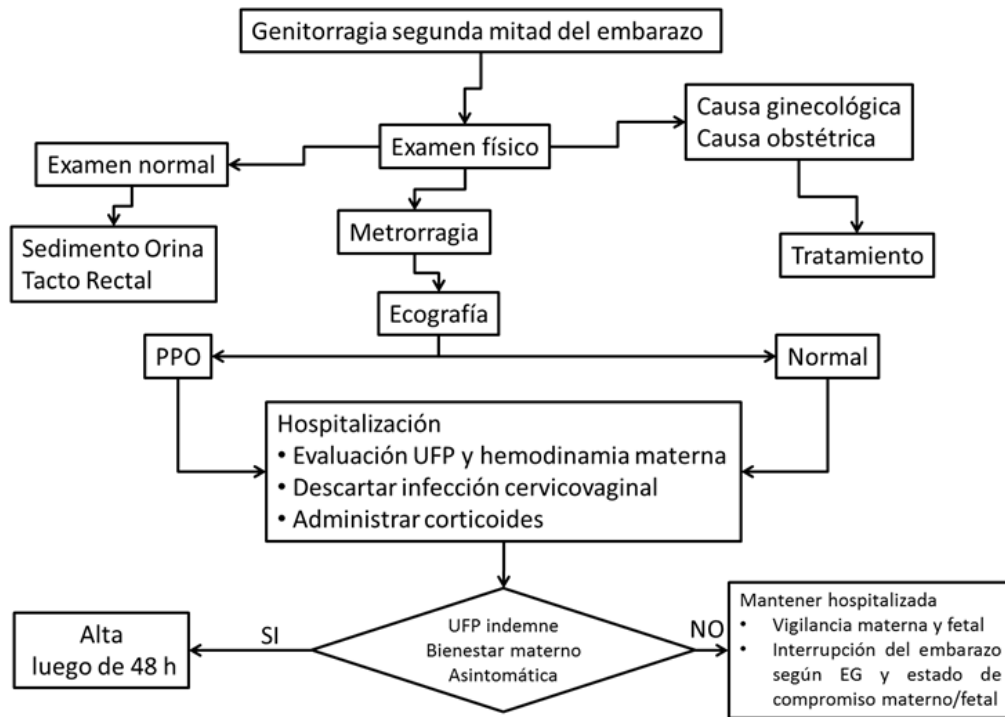 Genitorragia segunda mitad del embarazo
Causa ginecológica
Causa obstétrica
Examen físico
Examen normal
Metrorragia
Sedimento Orina
Tacto Rectal
Tratamiento
Ecografía
PPO
Normal
Hospitalización
• Evaluación UFP y hemodinamia materna
• Descartar infección cervicovaginal
• Administrar corticoides
Alta
luego de 48 h
SI
UFP indemne
Bienestar materno
Asintomática
NO
Mantener hospitalizada
• Vigilancia materna y fetal
• Interrupción del embarazo
según EG y estado de
compromiso materno/fetal